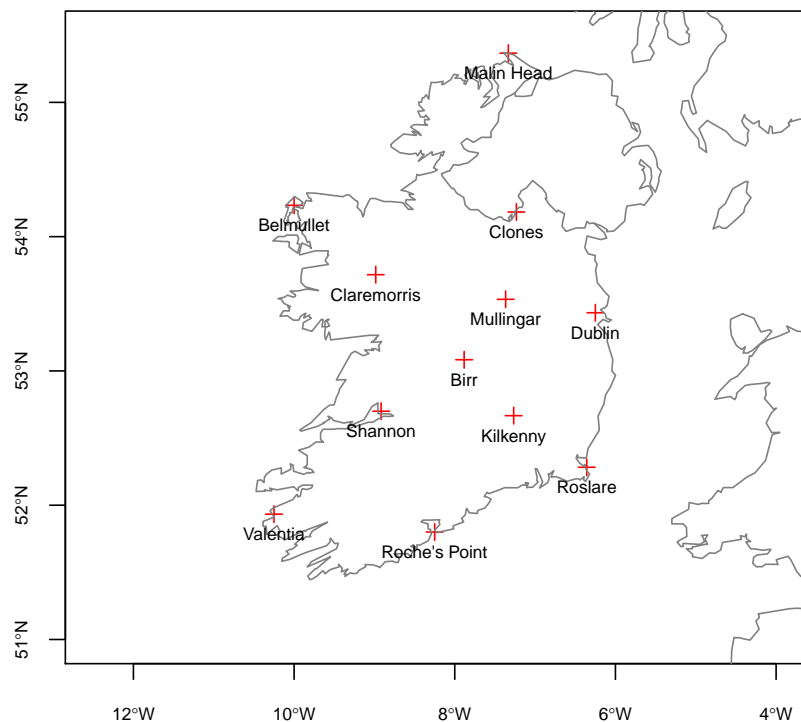 Malin Head
55°N
Belmullet
Clones
54°N
Claremorris
Mullingar
Dublin
53°N
Birr
Shannon
Kilkenny
Roslare
52°N
Valentia
Roche's Point
51°N
12°W
10°W
8°W
6°W
4°W